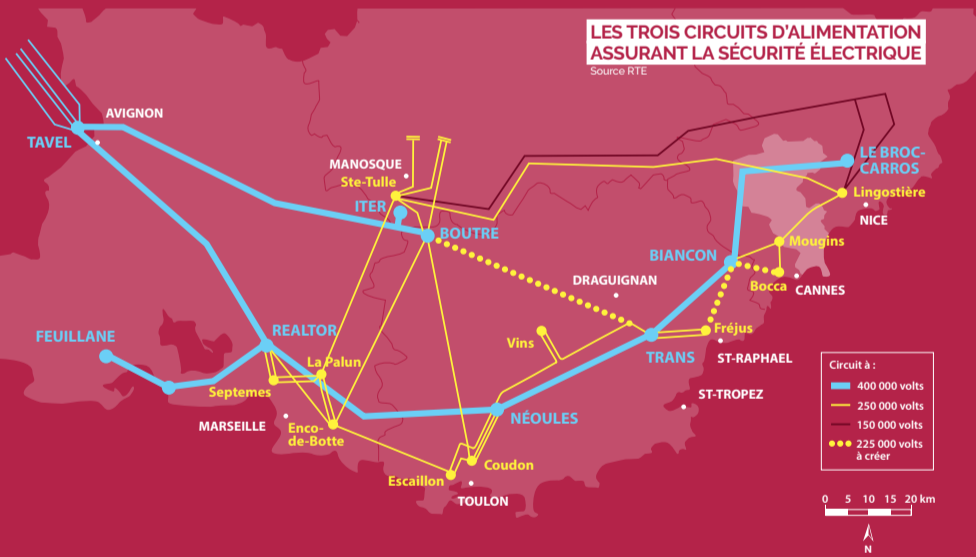 LES TROIS CIRCUITS D'ALIMENTATION
ASSURANT LA SÉCURITÉ ÉLECTRIQUE
Source RTE
AVIGNON
TAVEL
MANOSQUE
Ste-Tulle
ITER
BOUTRE
LE BROC-
CARROS
Lingostière
NICE
Mougins
BIANCON
Bocca
CANNES
DRAGUIGNAN
FEUILLANE
REALTOR
La Palun
Septemes
MARSEILLE
Enco-
de-Botte
Vins
Fréjus
TRANS
ST-RAPHAEL
ST-TROPEZ
NÉOULES
Coudon
Escaillon
TOULON
Circuit à :
400 000 volts
250 000 volts
150 000 volts
225 000 volts
à créer
0 5 10 15 20 km
N